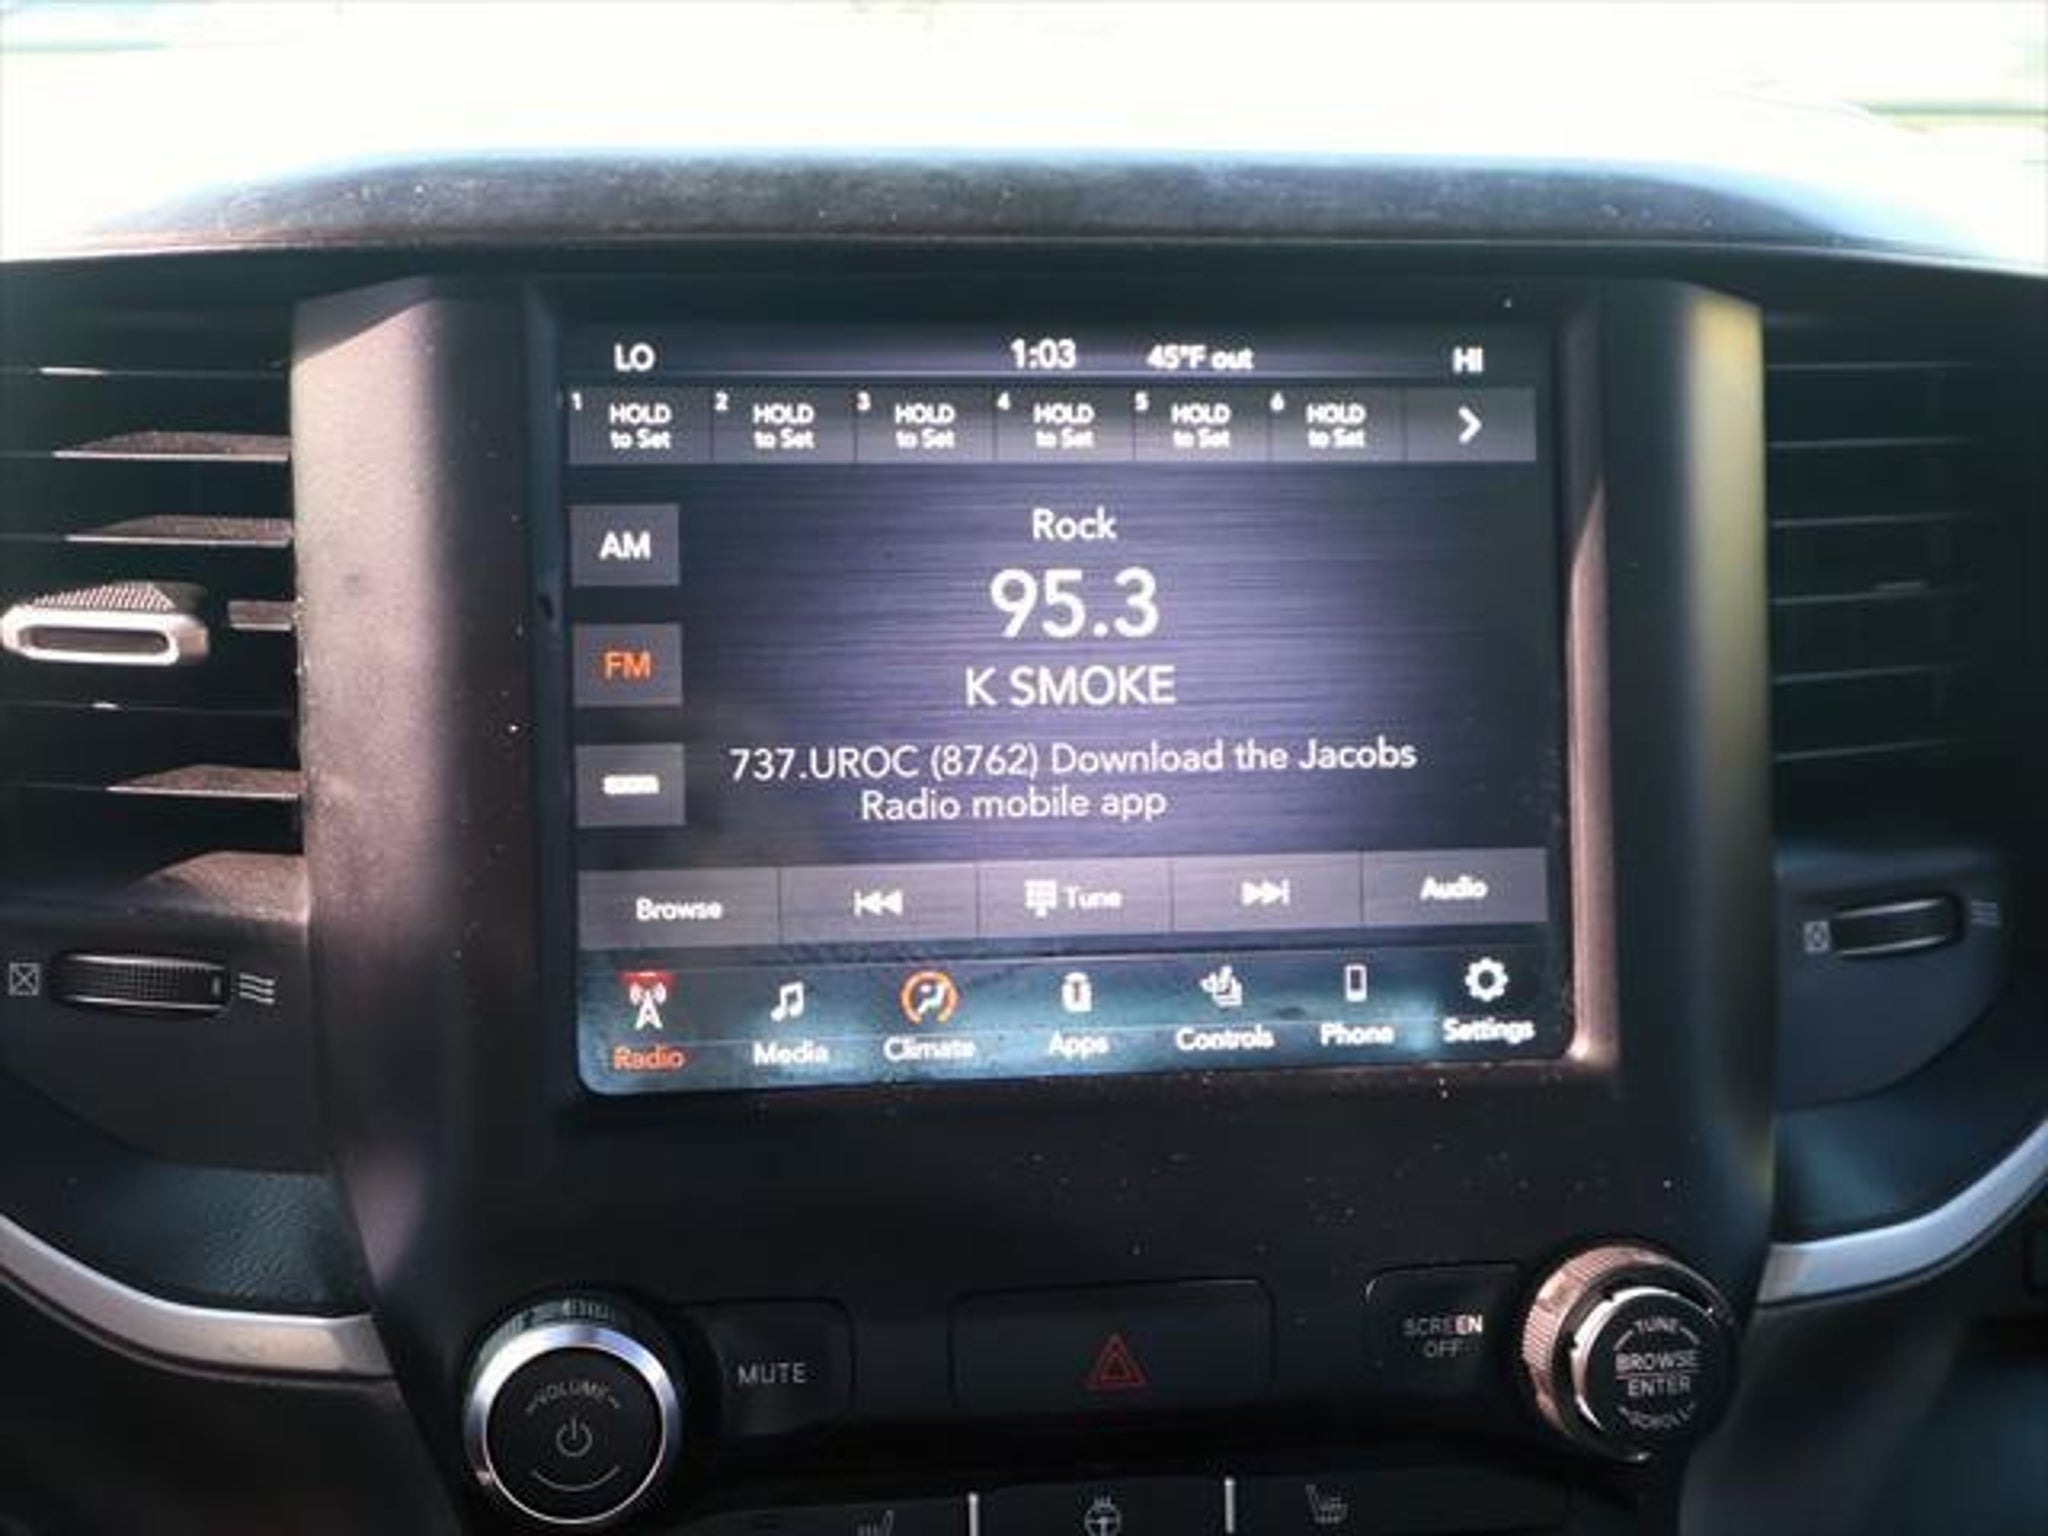 LO 1:03 45°F out HI
1 HOLD to Set 2 HOLD to Set 3 HOLD to Set 4 HOLD to Set 5 HOLD to Set 6 HOLD to Set
Rock
AM
95.3
FM
K SMOKE
737.UROC (8762) Download the Jacobs
Radio mobile app
Browse Tune Audio
Radio Media Climate Apps Controls Phone Settings
VOLUME
MUTE
SCREEN
OFF
TUNE
BROWSE
ENTER
SCROLL